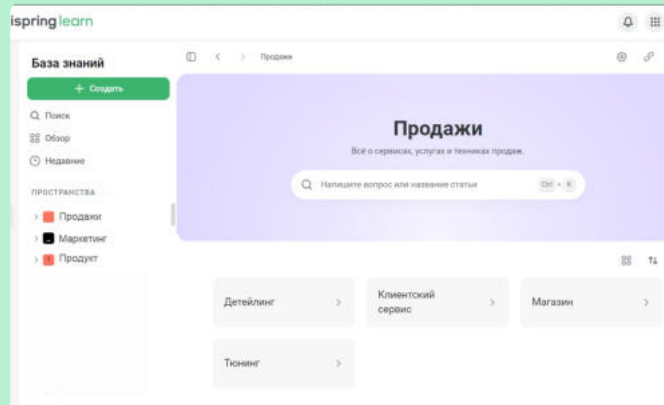 ispring learn
База знаний
Продажи
+ Создать
Поиск
Обзор
Недавние
Продажи
Всё о сервисах, услугах и техниках продаж.
Напишите вопрос или название статьи
Ctrl + K
ПРОСТРАНСТВА
Продажи
Маркетинг
Продукт
Детейлинг
Клиентский
сервис
Магазин
Тюнинг